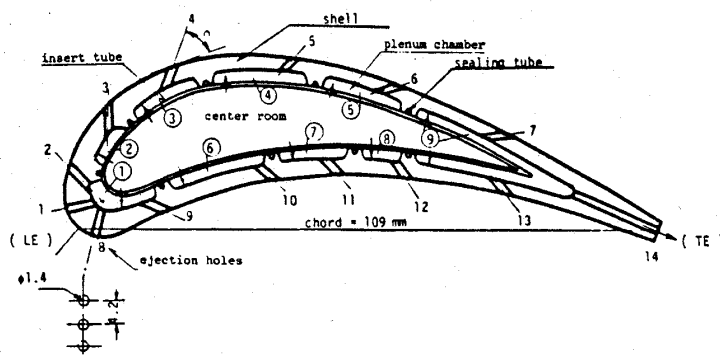 4
shell
5
plenum chamber
insert tube
6
sealing tube
3
④
⑤
③
center room
⑨
7
②
⑦
⑧
2
①
⑥
1
9
10
11
12
13
(LE)
chord = 109 mm
(TE
8
14
ejection holes
φ1.4
4.2